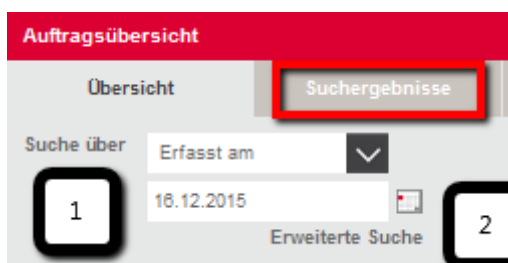 Auftragsübersicht
Übersicht Suchergebnisse
Suche über Erfasst am
16.12.2015
1
2
Erweiterte Suche